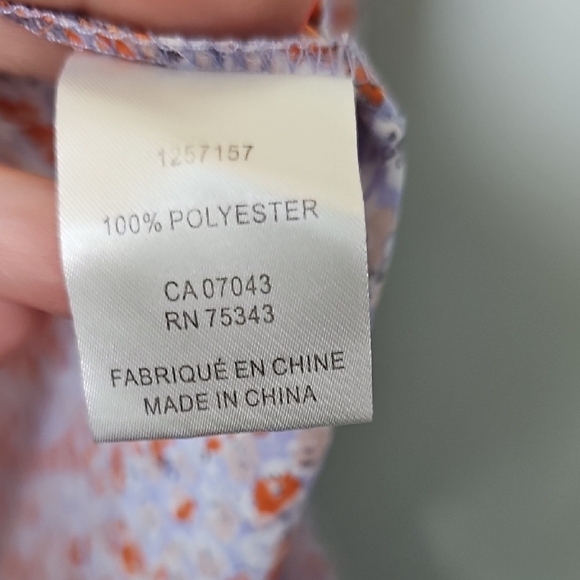 1257157
100% POLYESTER
CA 07043
RN 75343
FABRIQUÉ EN CHINE
MADE IN CHINA